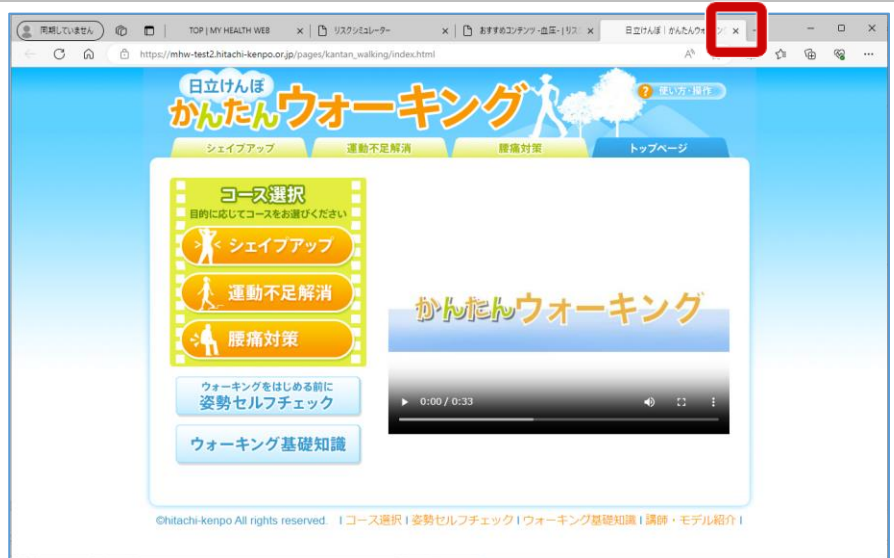 同期していません
TOP | MY HEALTH WEB
リスクシミュレーター
おすすめコンテンツ -血圧- | リス
日立けんぽ | かんたんウォ
https://mhw-test2.hitachi-kenpo.or.jp/pages/kantan_walking/index.html
日立けんぽ
かんたんウォーキング
? 使い方・操作
シェイプアップ
運動不足解消
腰痛対策
トップページ
コース選択
目的に応じてコースをお選びください
シェイプアップ
運動不足解消
腰痛対策
ウォーキングをはじめる前に
姿勢セルフチェック
ウォーキング基礎知識
かんたんウォーキング
0:00 / 0:33
©hitachi-kenpo All rights reserved. | コース選択 | 姿勢セルフチェック | ウォーキング基礎知識 | 講師・モデル紹介 |